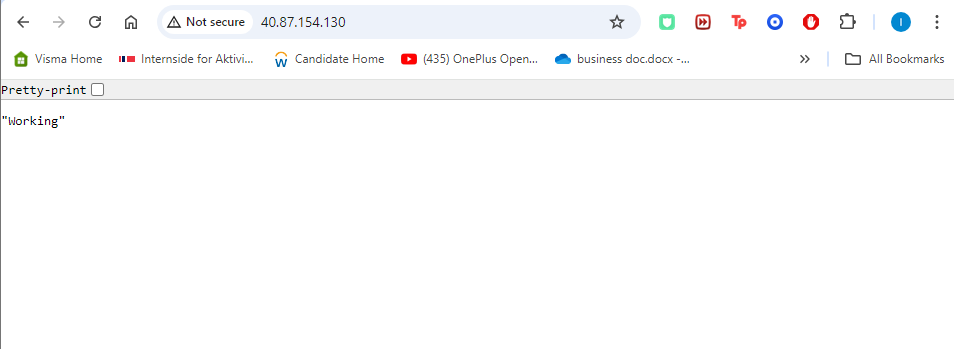 Not secure 40.87.154.130 Tp I
Visma Home Internside for Aktivi... Candidate Home W (435) OnePlus Open... business doc.docx -... All Bookmarks
Pretty-print
"Working"